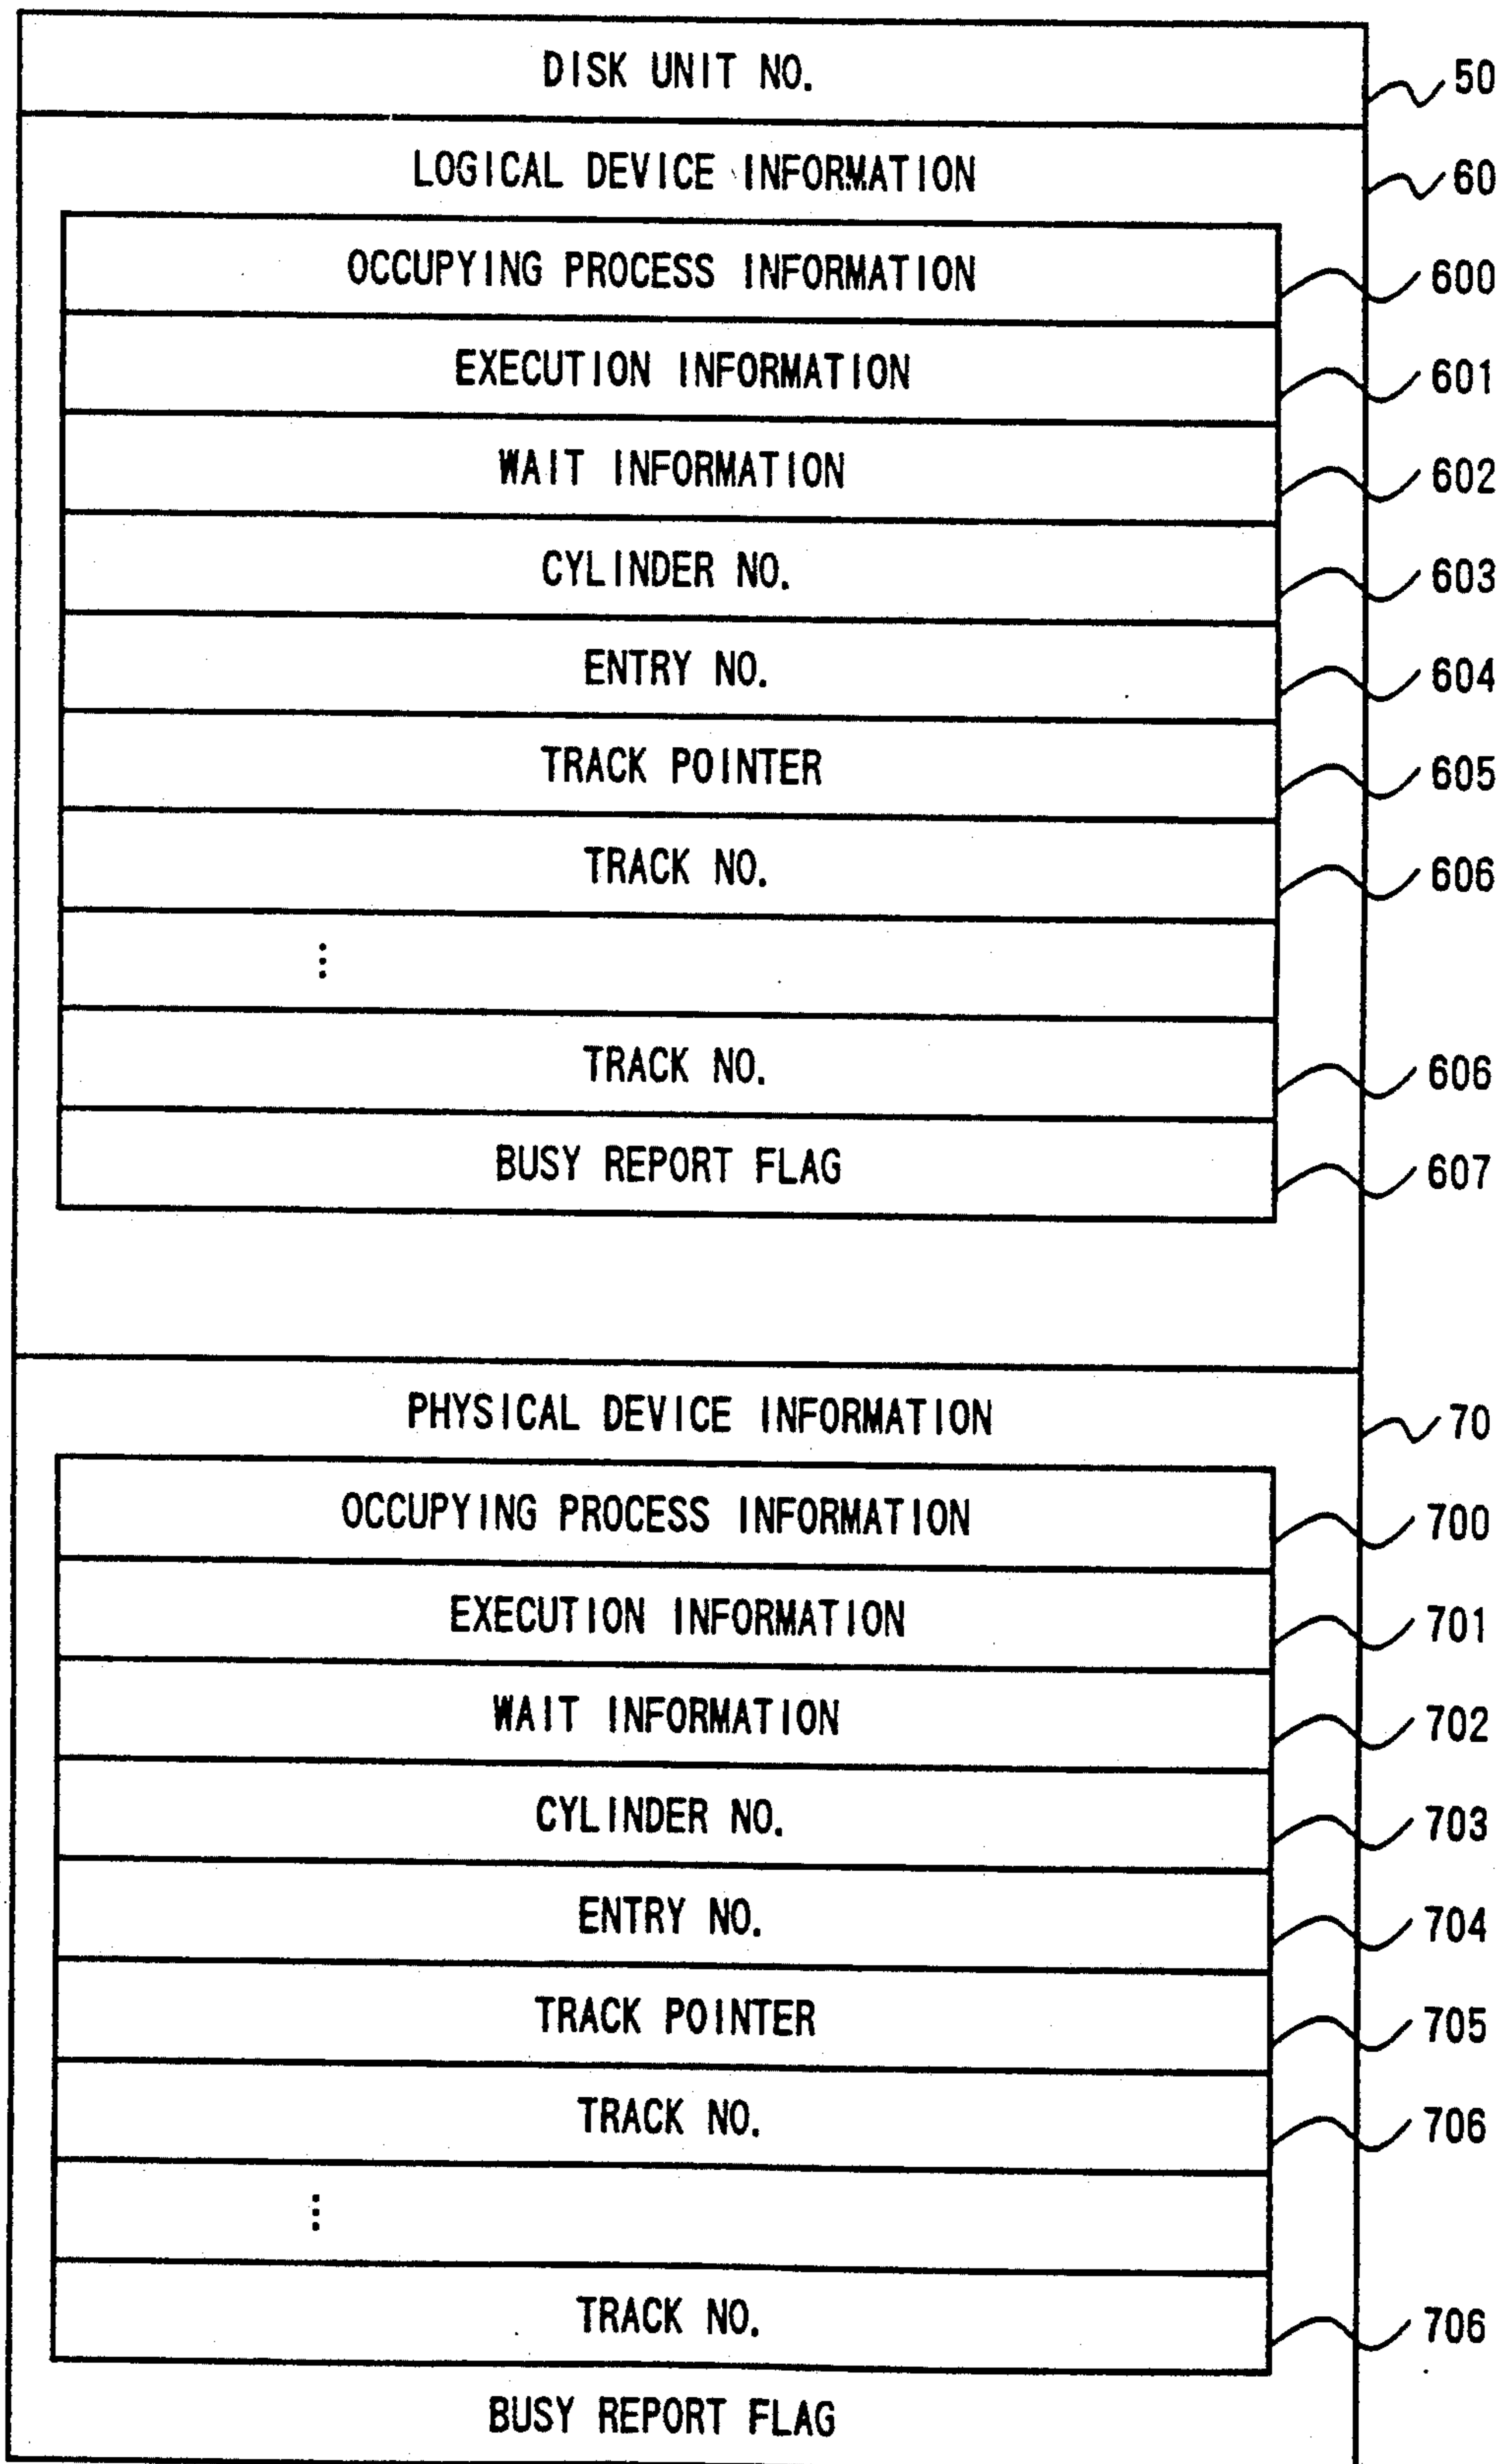 DISK UNIT NO. 50
LOGICAL DEVICE INFORMATION 60
OCCUPYING PROCESS INFORMATION 600
EXECUTION INFORMATION 601
WAIT INFORMATION 602
CYLINDER NO. 603
ENTRY NO. 604
TRACK POINTER 605
TRACK NO. 606
⋮
TRACK NO. 606
BUSY REPORT FLAG 607
PHYSICAL DEVICE INFORMATION 70
OCCUPYING PROCESS INFORMATION 700
EXECUTION INFORMATION 701
WAIT INFORMATION 702
CYLINDER NO. 703
ENTRY NO. 704
TRACK POINTER 705
TRACK NO. 706
⋮
TRACK NO. 706
BUSY REPORT FLAG